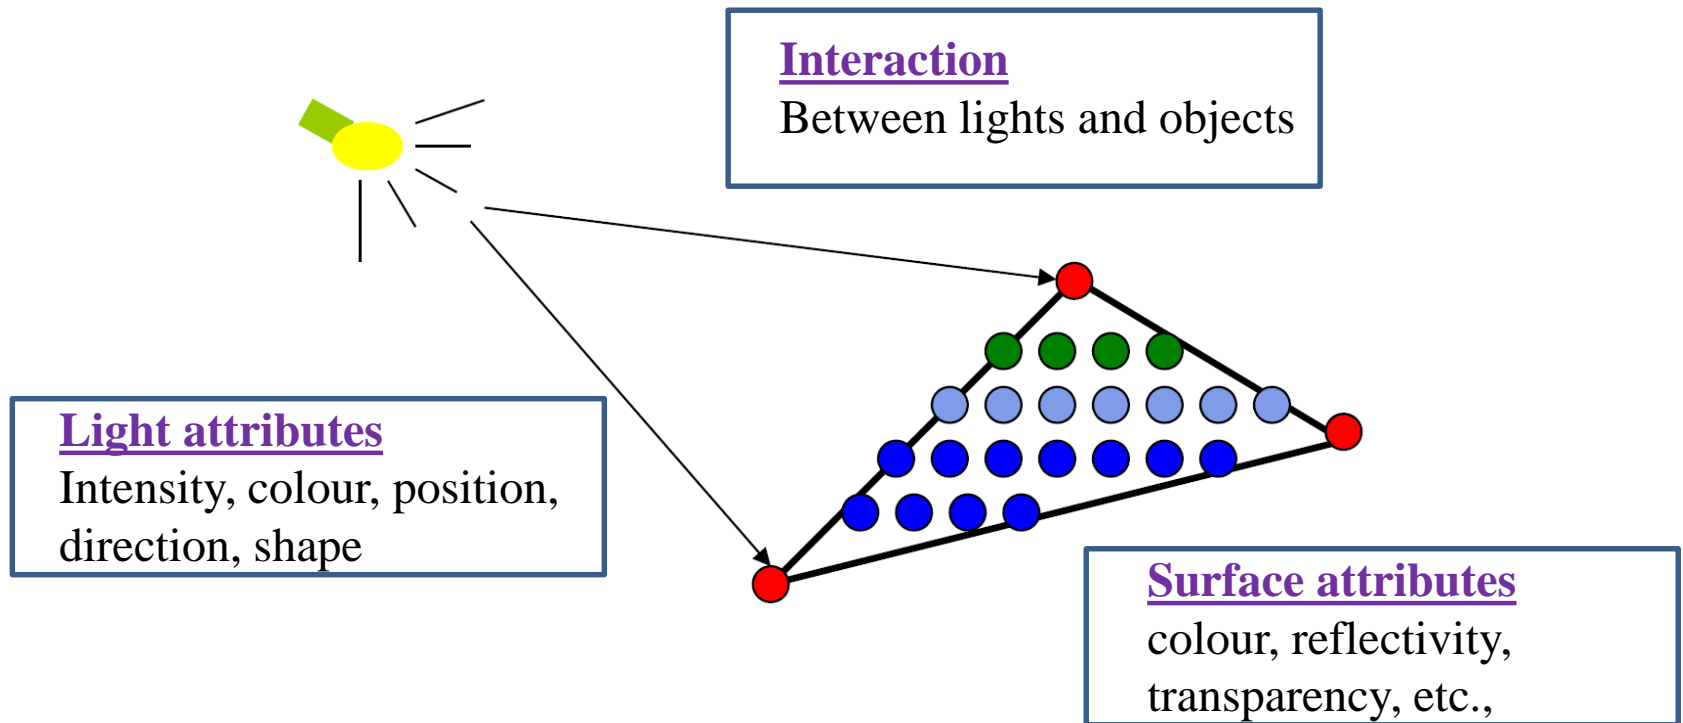 Interaction
Between lights and objects
Light attributes
Intensity, colour, position,
direction, shape
Surface attributes
colour, reflectivity,
transparency, etc.,